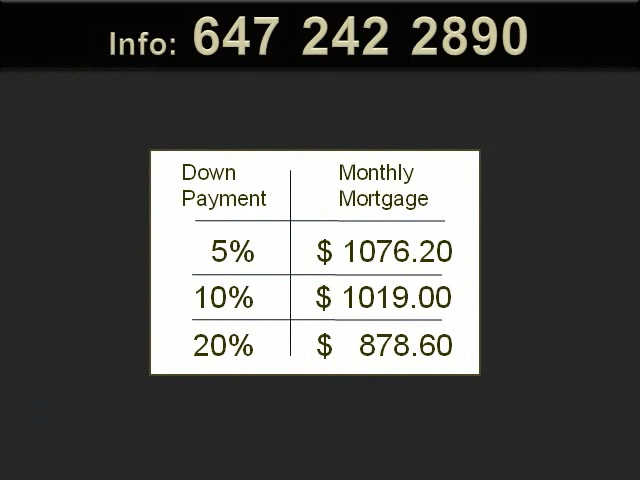 Info: 647 242 2890
Down Payment Monthly Mortgage
5% $ 1076.20
10% $ 1019.00
20% $ 878.60